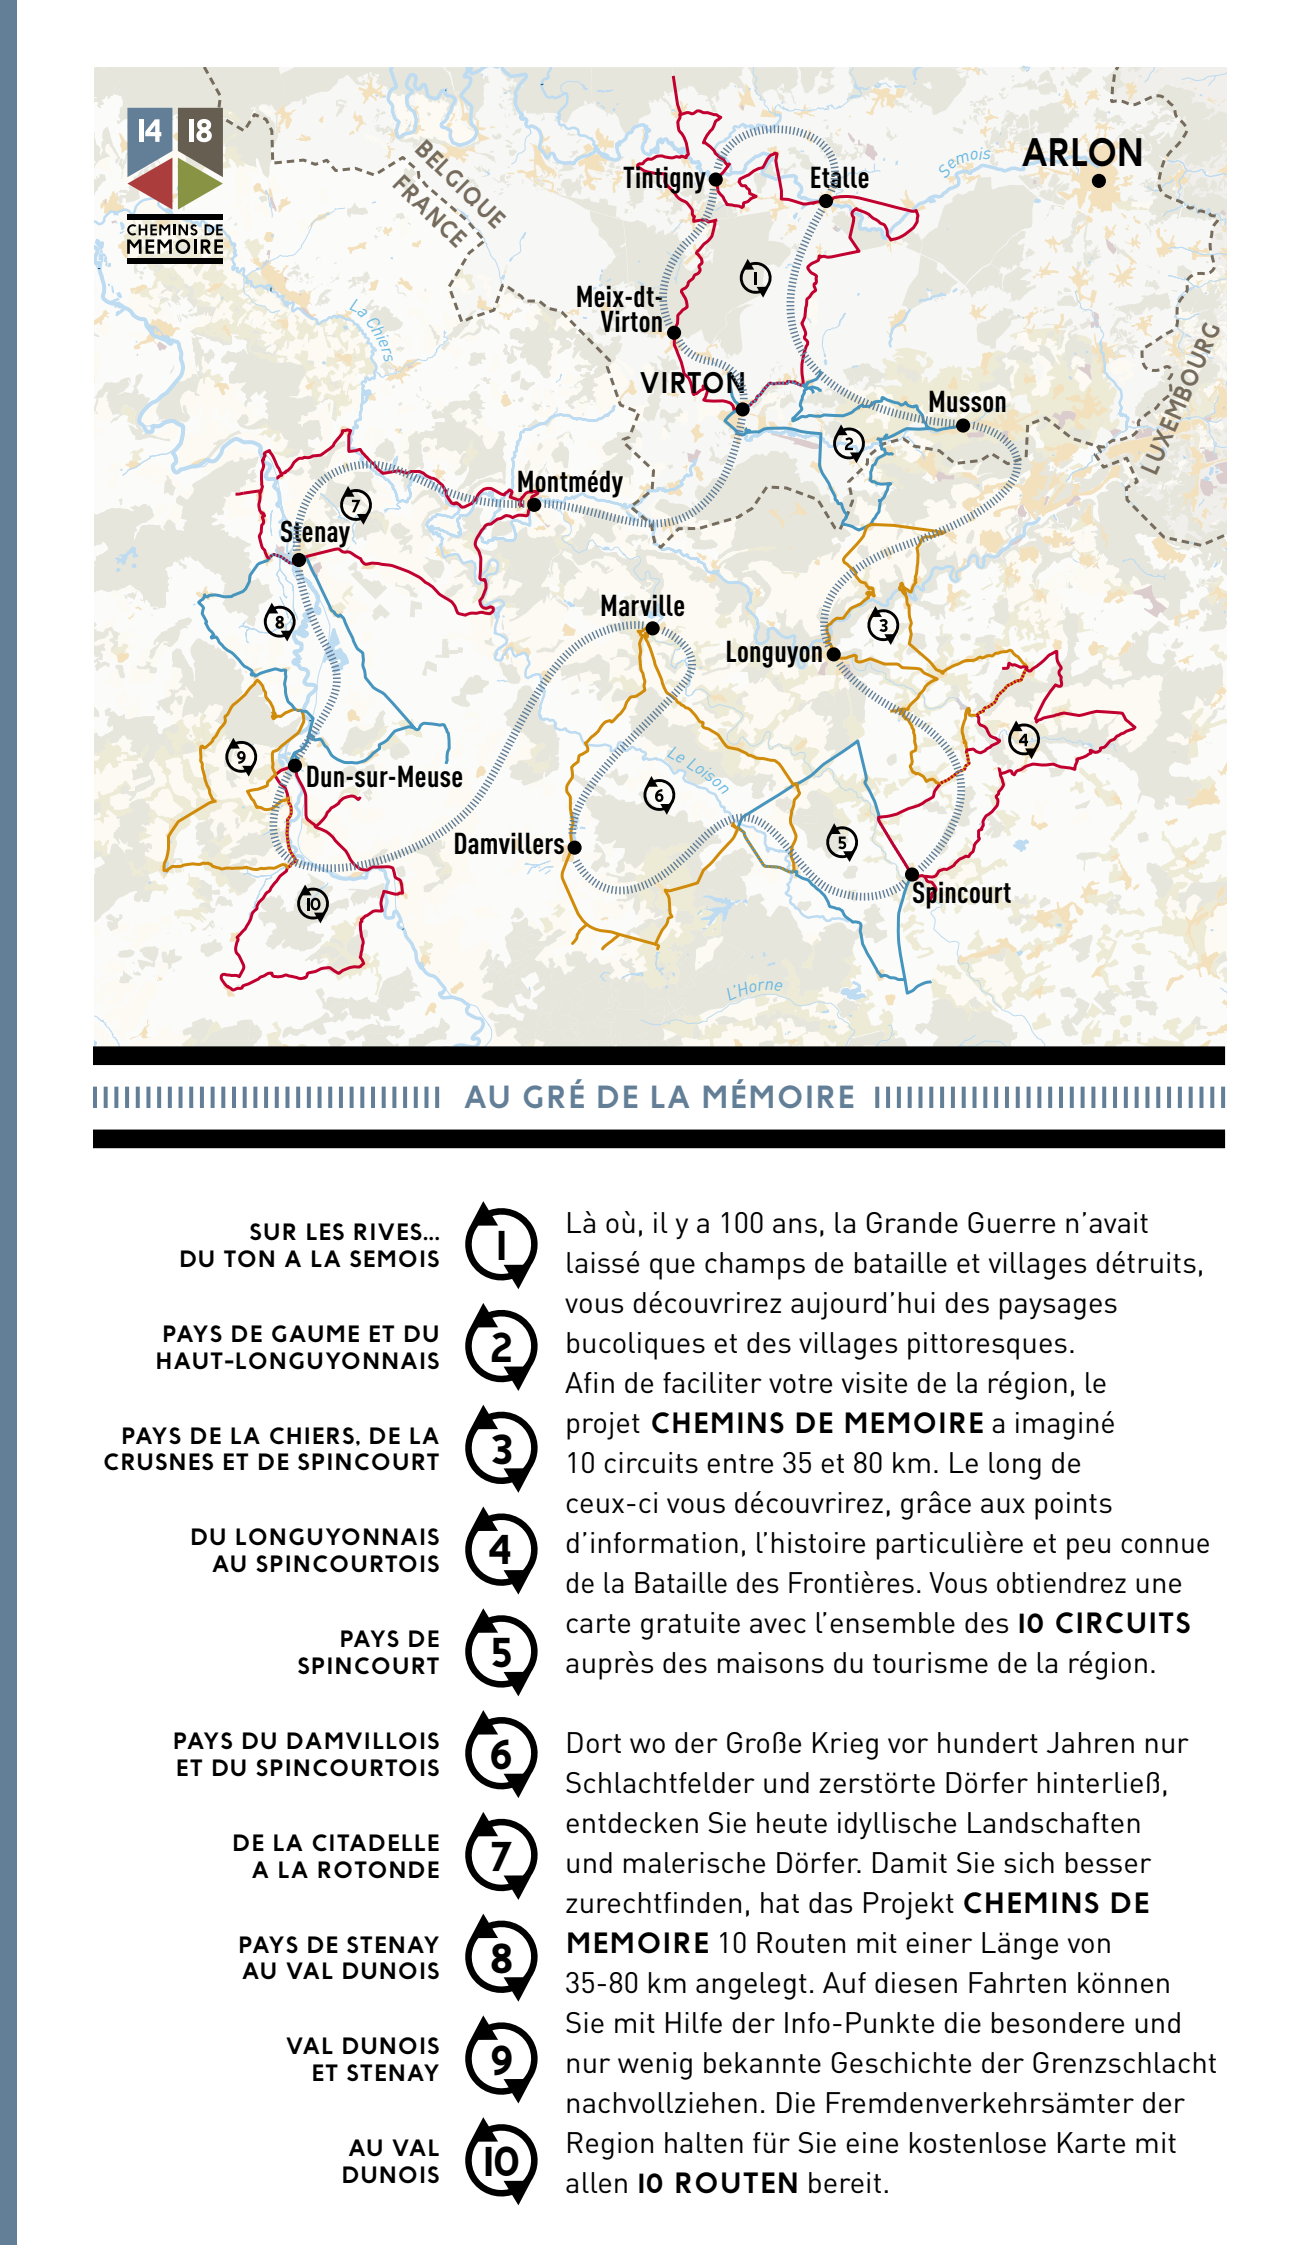 14 18
CHEMINS DE
MEMOIRE
BELGIQUE
FRANCE
Semois
ARLON
Tintigny
Etalle
1
Meix-dt-
Virton
La Chiers
LUXEMBOURG
VIRTON
Musson
2
Montmédy
7
Stenay
8
Marville
3
Longuyon
4
9
Dun-sur-Meuse
Le Loison
6
Damvillers
5
Spincourt
10
L'Horne
AU GRÉ DE LA MÉMOIRE
SUR LES RIVES...
DU TON A LA SEMOIS
1
PAYS DE GAUME ET DU
HAUT-LONGUYONNAIS
2
PAYS DE LA CHIERS, DE LA
CRUSNES ET DE SPINCOURT
3
DU LONGUYONNAIS
AU SPINCOURTOIS
4
PAYS DE
SPINCOURT
5
PAYS DU DAMVILLOIS
ET DU SPINCOURTOIS
6
DE LA CITADELLE
A LA ROTONDE
7
PAYS DE STENAY
AU VAL DUNOIS
8
VAL DUNOIS
ET STENAY
9
AU VAL
DUNOIS
10
Là où, il y a 100 ans, la Grande Guerre n'avait
laissé que champs de bataille et villages détruits,
vous découvrirez aujourd'hui des paysages
bucoliques et des villages pittoresques.
Afin de faciliter votre visite de la région, le
projet CHEMINS DE MEMOIRE a imaginé
10 circuits entre 35 et 80 km. Le long de
ceux-ci vous découvrirez, grâce aux points
d'information, l'histoire particulière et peu connue
de la Bataille des Frontières. Vous obtiendrez une
carte gratuite avec l'ensemble des 10 CIRCUITS
auprès des maisons du tourisme de la région.
Dort wo der Große Krieg vor hundert Jahren nur
Schlachtfelder und zerstörte Dörfer hinterließ,
entdecken Sie heute idyllische Landschaften
und malerische Dörfer. Damit Sie sich besser
zurechtfinden, hat das Projekt CHEMINS DE
MEMOIRE 10 Routen mit einer Länge von
35-80 km angelegt. Auf diesen Fahrten können
Sie mit Hilfe der Info-Punkte die besondere und
nur wenig bekannte Geschichte der Grenzschlacht
nachvollziehen. Die Fremdenverkehrsämter der
Region halten für Sie eine kostenlose Karte mit
allen 10 ROUTEN bereit.